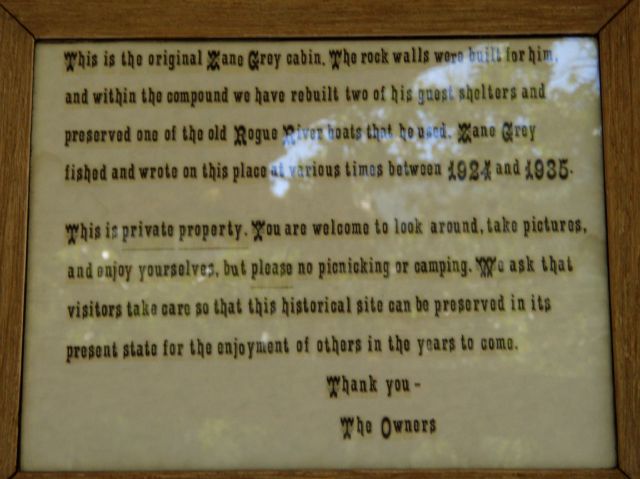 This is the original Zane Grey cabin. The rock walls were built for him,
and within the compound we have rebuilt two of his guest shelters and
preserved one of the old Rogue River boats that he used. Zane Grey
fished and wrote on this place at various times between 1924 and 1935.
This is private property. You are welcome to look around, take pictures,
and enjoy yourselves, but please no picnicking or camping. We ask that
visitors take care so that this historical site can be preserved in its
present state for the enjoyment of others in the years to come.
Thank you -
The Owners